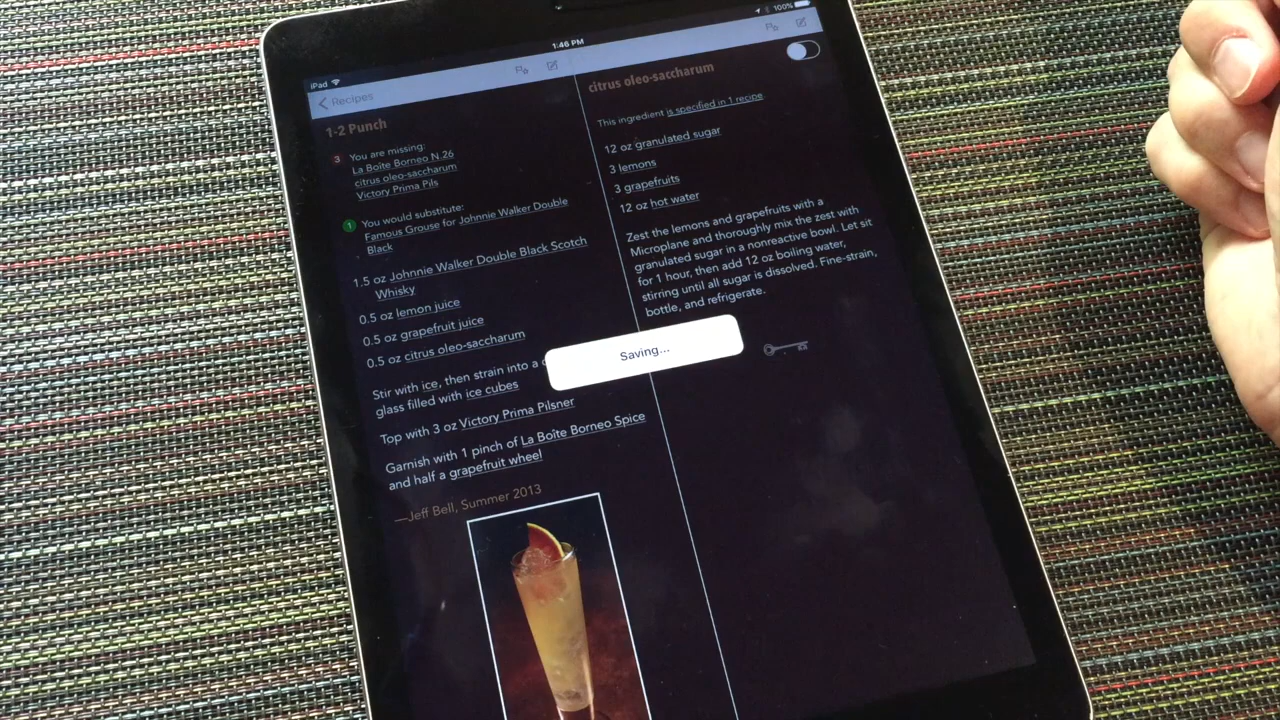 iPad
1:46 PM
100%
Recipes
1-2 Punch
3 You are missing:
La Boîte Borneo N.26
citrus oleo-saccharum
Victory Prima Pils
1 You would substitute:
Famous Grouse for Johnnie Walker Double
Black
1.5 oz Johnnie Walker Double Black Scotch
Whisky
0.5 oz lemon juice
0.5 oz grapefruit juice
0.5 oz citrus oleo-saccharum
Stir with ice, then strain into a
glass filled with ice cubes
Top with 3 oz Victory Prima Pilsner
Garnish with 1 pinch of La Boîte Borneo Spice
and half a grapefruit wheel
—Jeff Bell, Summer 2013
citrus oleo-saccharum
This ingredient is specified in 1 recipe
12 oz granulated sugar
3 lemons
3 grapefruits
12 oz hot water
Zest the lemons and grapefruits with a
Microplane and thoroughly mix the zest with
granulated sugar in a nonreactive bowl. Let sit
for 1 hour, then add 12 oz boiling water,
stirring until all sugar is dissolved. Fine-strain,
bottle, and refrigerate.
Saving...